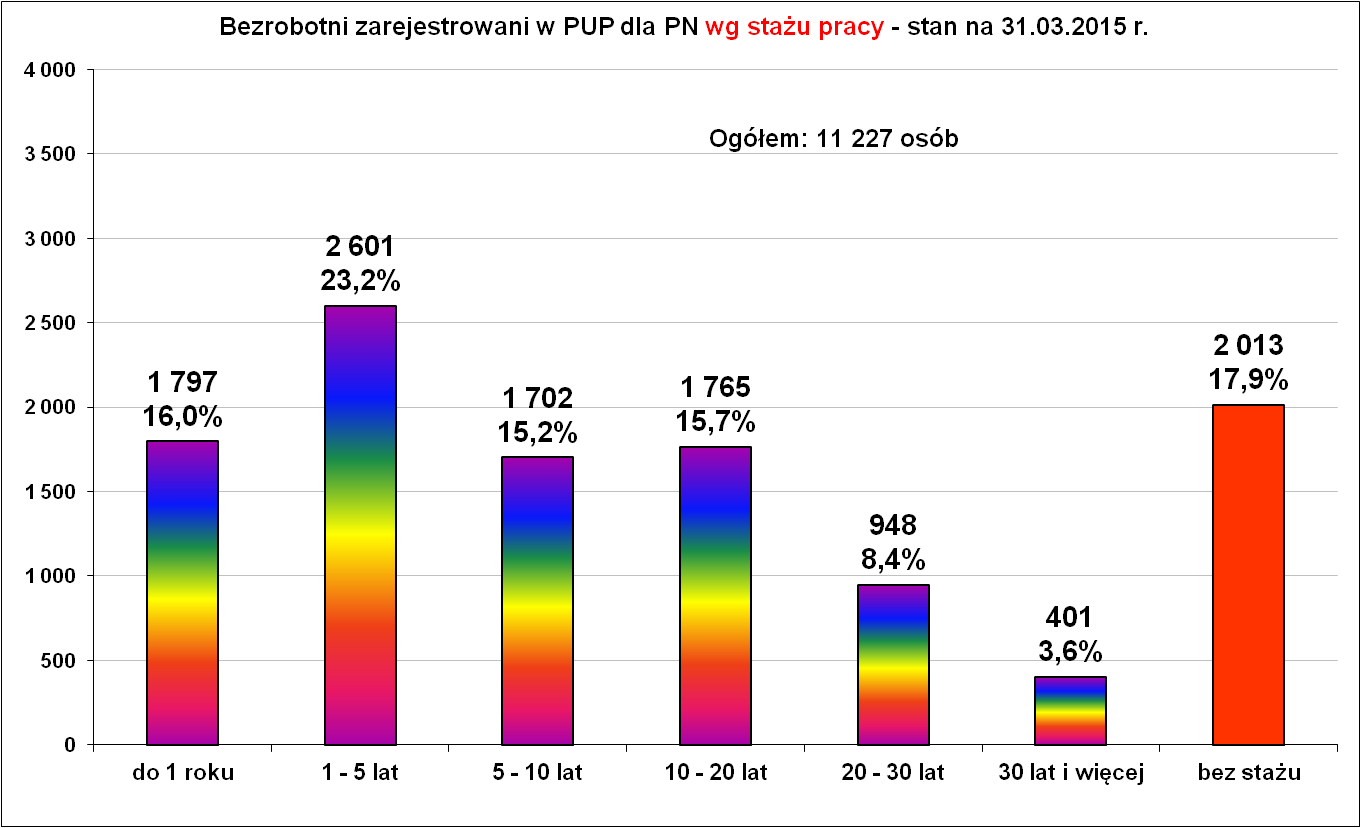 Bezrobotni zarejestrowani w PUP dla PN wg stażu pracy - stan na 31.03.2015 r.
Ogółem: 11 227 osób
4 000
3 500
3 000
2 500
2 000
1 500
1 000
500
0
1 797
16,0%
2 601
23,2%
1 702
15,2%
1 765
15,7%
948
8,4%
401
3,6%
2 013
17,9%
do 1 roku
1 - 5 lat
5 - 10 lat
10 - 20 lat
20 - 30 lat
30 lat i więcej
bez stażu